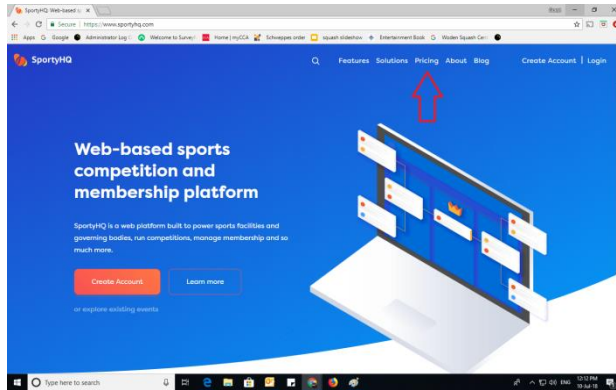 SportyHQ: Web-based sc
Secure https://www.sportyhq.com
Apps Google Administrator Log Welcome to Survey Home | myCCA Schweppes order squash slideshow Entertainment Book Woden Squash Cen
SportyHQ
Features Solutions Pricing About Blog
Create Account | Login
Web-based sports
competition and
membership platform
SportyHQ is a web platform built to power sports facilities and
governing bodies, run competitions, manage membership and so
much more.
Create Account
Learn more
or explore existing events
Type here to search
ENG
12:12 PM
10-Jul-18